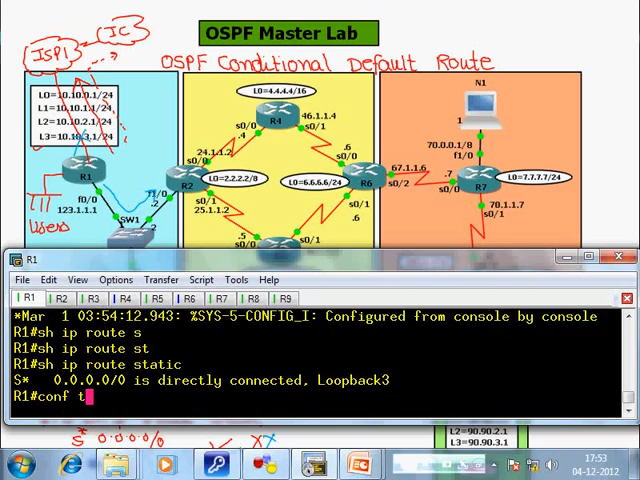 OSPF Master Lab
ISP1
IC
OSPF Conditional Default Route
L0=10.10.0.1/24
L1=10.10.1.1/24
L2=10.10.2.1/24
L3=10.10.3.1/24
R1
f0/0
123.1.1.1
Users
SW1
f1/0
.2
2
R2
24.1.1.2
s0/0
L0=2.2.2.2/8
s0/1
25.1.1.2
L0=4.4.4.4/16
R4
46.1.1.4
s0/0
.4
s0/1
.6
s0/0
L0=6.6.6.6/24
R6
67.1.1.6
s0/2
s0/1
.6
.5
s0/0
s0/1
N1
1
70.0.0.1/8
f1/0
.7
s0/0
R7
L0=7.7.7.7/24
s0/1
70.1.1.7
R1
File Edit View Options Transfer Script Tools Help
R1 R2 R3 R4 R5 R6 R7 R8 R9
*Mar 1 03:54:12.943: %SYS-5-CONFIG_I: Configured from console by console
R1#sh ip route s
R1#sh ip route st
R1#sh ip route static
S* 0.0.0.0/0 is directly connected, Loopback3
R1#conf t
S* 0.0.0.0/0
XX
L2=90.90.2.1
L3=90.90.3.1
17:53
04-12-2012